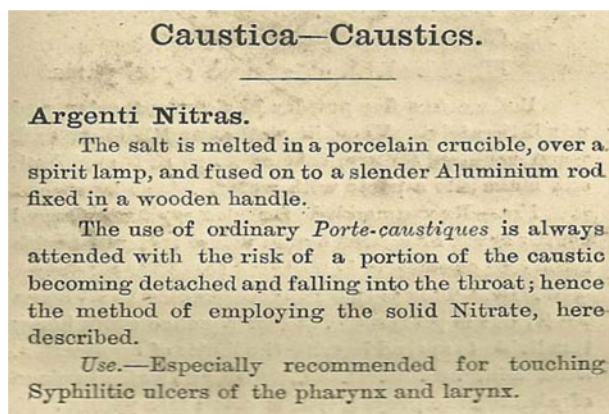 Caustica—Caustics.
Argenti Nitras.
The salt is melted in a porcelain crucible, over a
spirit lamp, and fused on to a slender Aluminium rod
fixed in a wooden handle.
The use of ordinary Porte-caustiques is always
attended with the risk of a portion of the caustic
becoming detached and falling into the throat; hence
the method of employing the solid Nitrate, here
described.
Use.—Especially recommended for touching
Syphilitic ulcers of the pharynx and larynx.